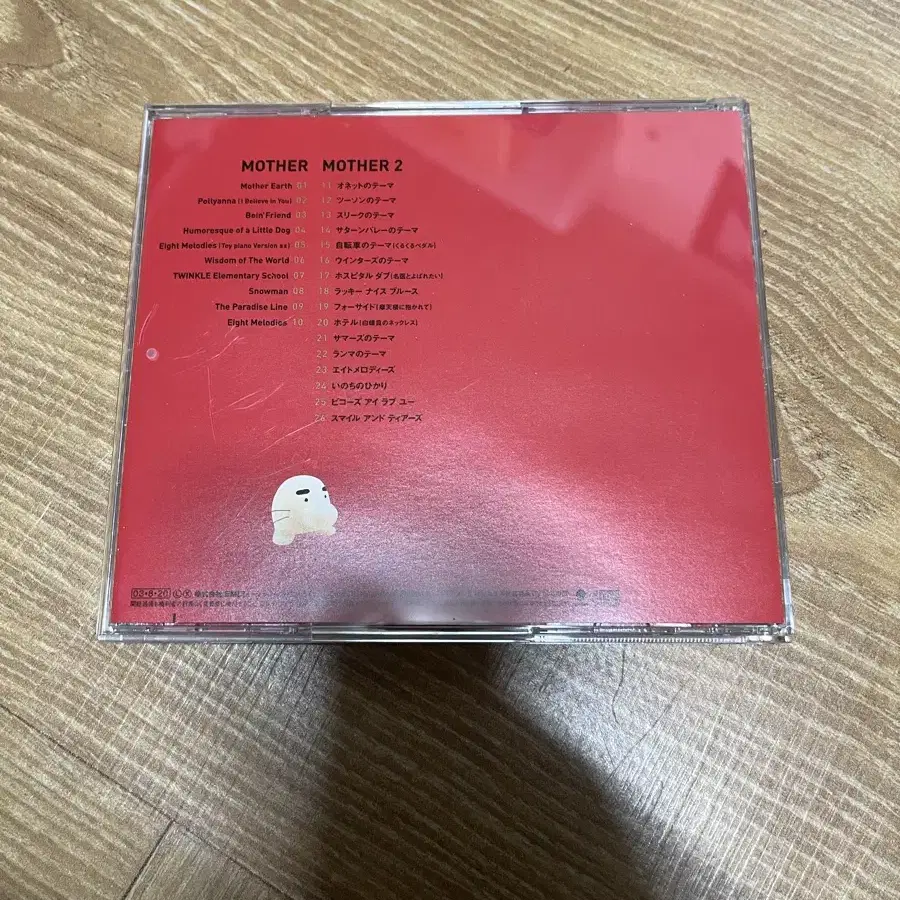 MOTHER
Mother Earth 01
Pollyanna (I Believe in You) 02
Bein' Friend 03
Humoresque of a Little Dog 04
Eight Melodies (Toy piano Version ex) 05
Wisdom of The World 06
TWINKLE Elementary School 07
Snowman 08
The Paradise Line 09
Eight Melodies 10
MOTHER 2
11 オネットのテーマ
12 ツーソンのテーマ
13 スリークのテーマ
14 サターンバレーのテーマ
15 自転車のテーマ (くるくるペダル)
16 ウインターズのテーマ
17 ホスピタル ダブ (名医とよばれたい)
18 ラッキー ナイス ブルース
19 フォーサイド (摩天楼に抱かれて)
20 ホテル (白蝶貝のネックレス)
21 サマーズのテーマ
22 ランマのテーマ
23 エイトメロディーズ
24 いのちのひかり
25 ビコーズ アイ ラブ ユー
26 スマイル アンド ティアーズ
03・8・20 株式会社